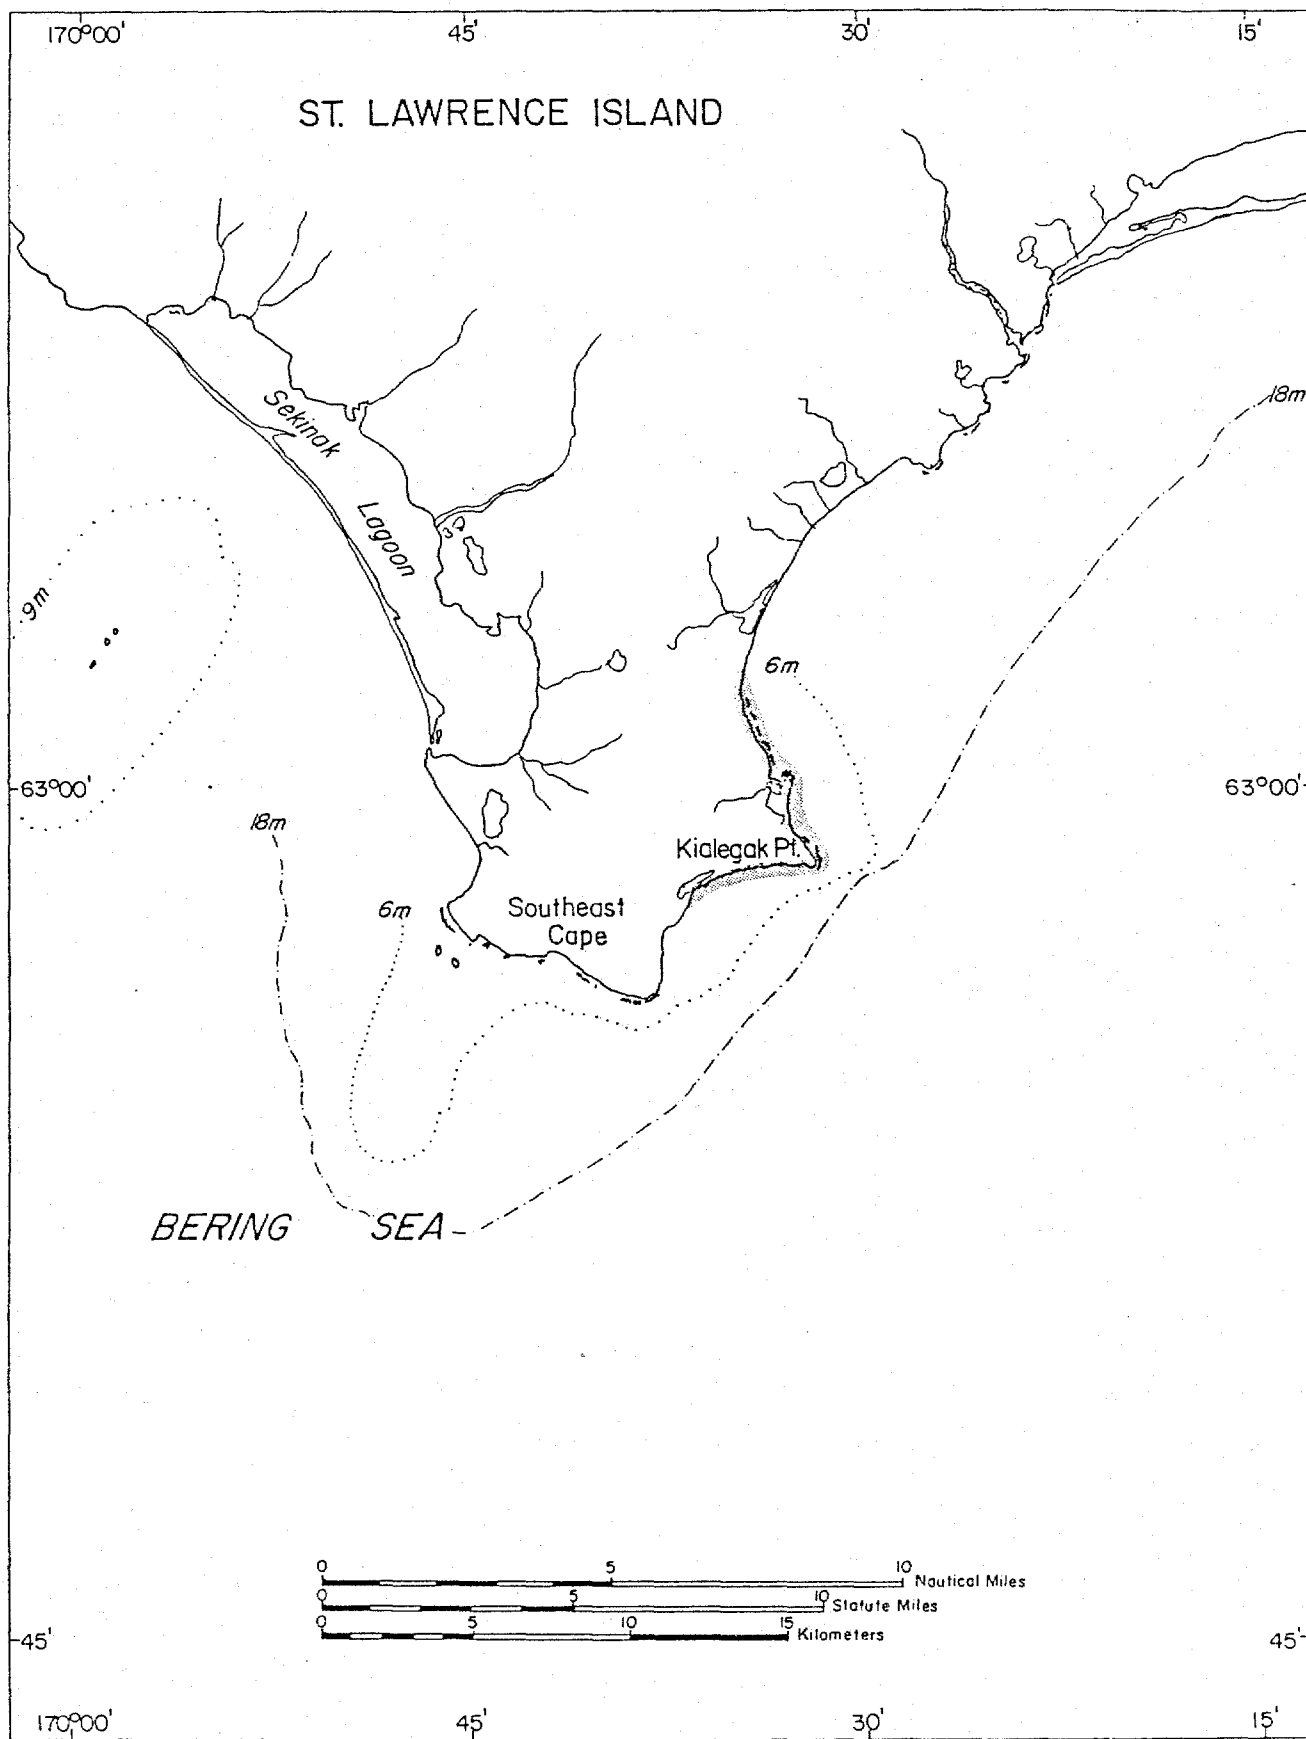 170°00'
45'
30'
15'
ST. LAWRENCE ISLAND
18m
Sekinak
Lagoon
9m
6m
63°00'
63°00'
18m
Kialegak Pt.
6m
Southeast
Cape
BERING SEA
0 5 10 Nautical Miles
0 5 10 Statute Miles
0 5 10 15 Kilometers
45'
45'
170°00'
45'
30'
15'